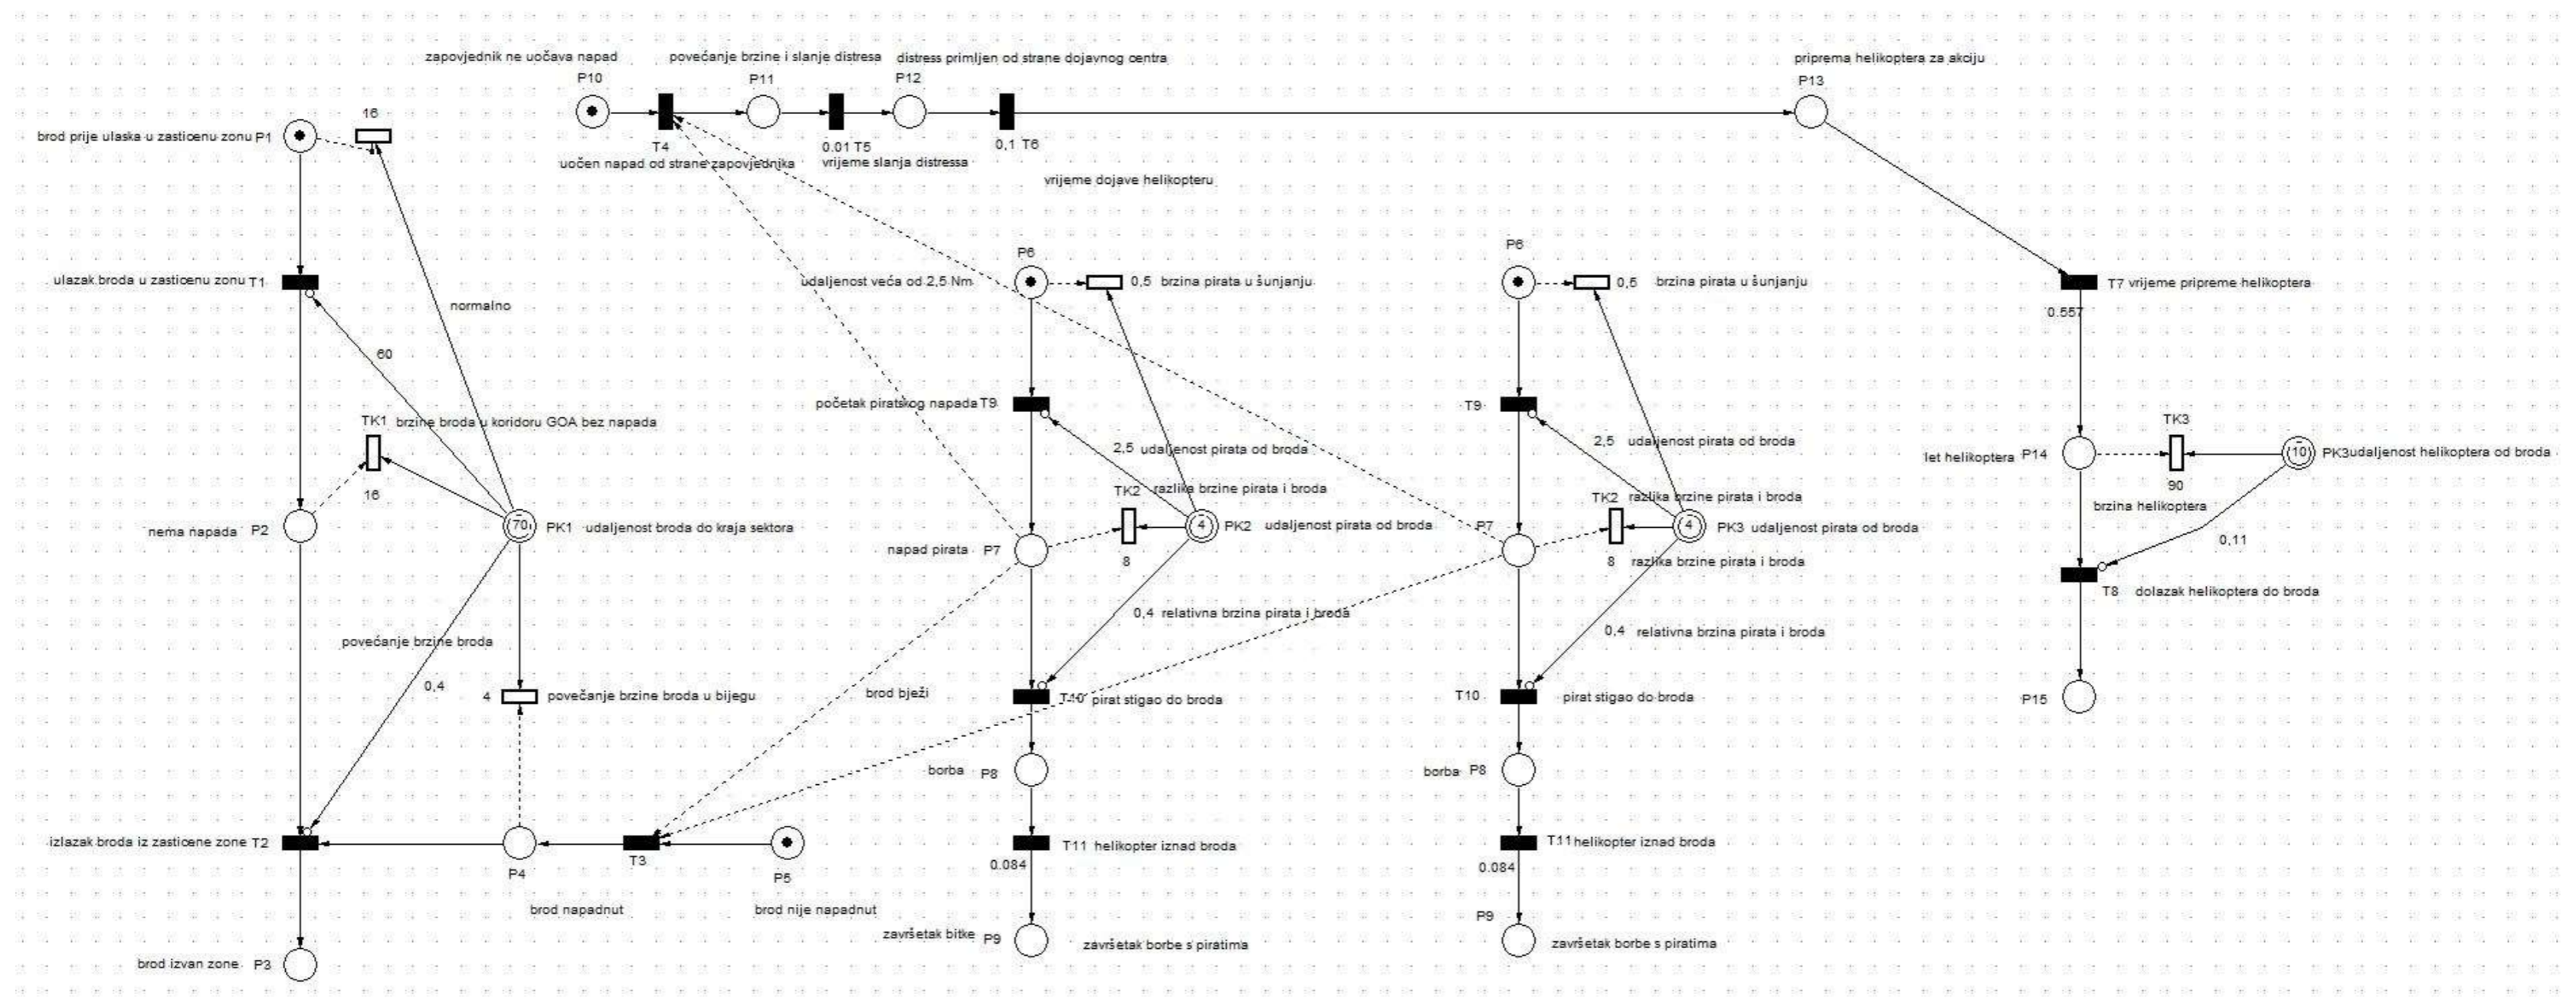 zapovjednik ne uočava napad
P10
povećanje brzine i slanje distresa
P11
distress primljen od strane dojavnog centra
P12
priprema helikoptera za akciju
P13
16
brod prije ulaska u zasticenu zonu P1
T4
uočen napad od strane zapovjednika
0.01 T5
vrijeme slanja distressa
0,1 T6
vrijeme dojave helikopteru
ulazak broda u zasticenu zonu T1
normalno
60
TK1 brzine broda u koridoru GOA bez napada
16
nema napada P2
70
PK1 udaljenost broda do kraja sektora
povećanje brzine broda
0,4
4
povečanje brzine broda u bijegu
izlazak broda iz zasticene zone T2
P4
T3
P5
brod napadnut
brod nije napadnut
brod izvan zone P3
P6
udaljenost veća od 2,5 Nm
0,5 brzina pirata u šunjanju
početak piratskog napada T9
2,5 udaljenost pirata od broda
TK2 razlika brzine pirata i broda
4
PK2 udaljenost pirata od broda
napad pirata P7
8
0,4 relativna brzina pirata i broda
brod bježi
T10 pirat stigao do broda
borba P8
T11 helikopter iznad broda
0.084
završetak bitke P9
završetak borbe s piratima
P6
0,5 brzina pirata u šunjanju
T9
2,5 udaljenost pirata od broda
TK2 razlika brzine pirata i broda
4
PK3 udaljenost pirata od broda
P7
8 razlika brzine pirata i broda
0,4 relativna brzina pirata i broda
T10 pirat stigao do broda
borba P8
T11 helikopter iznad broda
0.084
P9
završetak borbe s piratima
T7 vrijeme pripreme helikoptera
0.557
TK3
let helikoptera P14
10
PK3 udaljenost helikoptera od broda
90
brzina helikoptera
0,11
T8 dolazak helikoptera do broda
P15